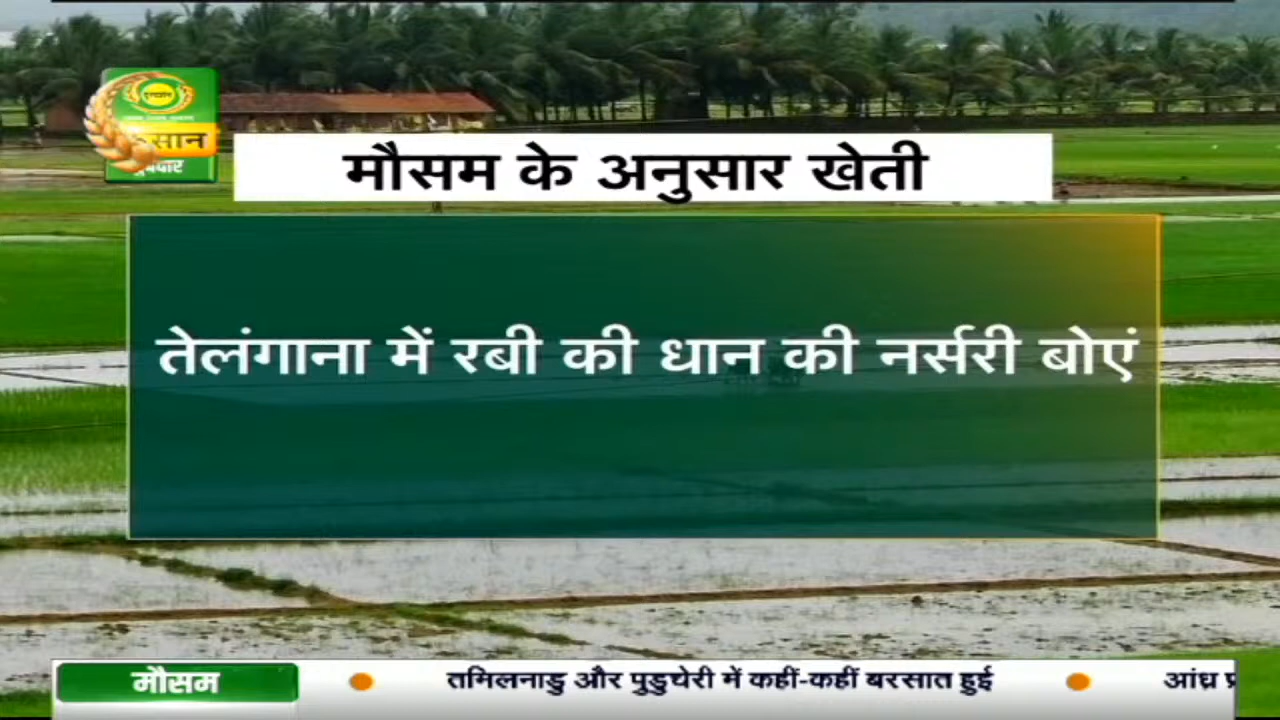 सान
मौसम के अनुसार खेती
तेलंगाना में रबी की धान की नर्सरी बोएं
मौसम
तमिलनाडु और पुडुचेरी में कहीं-कहीं बरसात हुई
आंध्र प्र